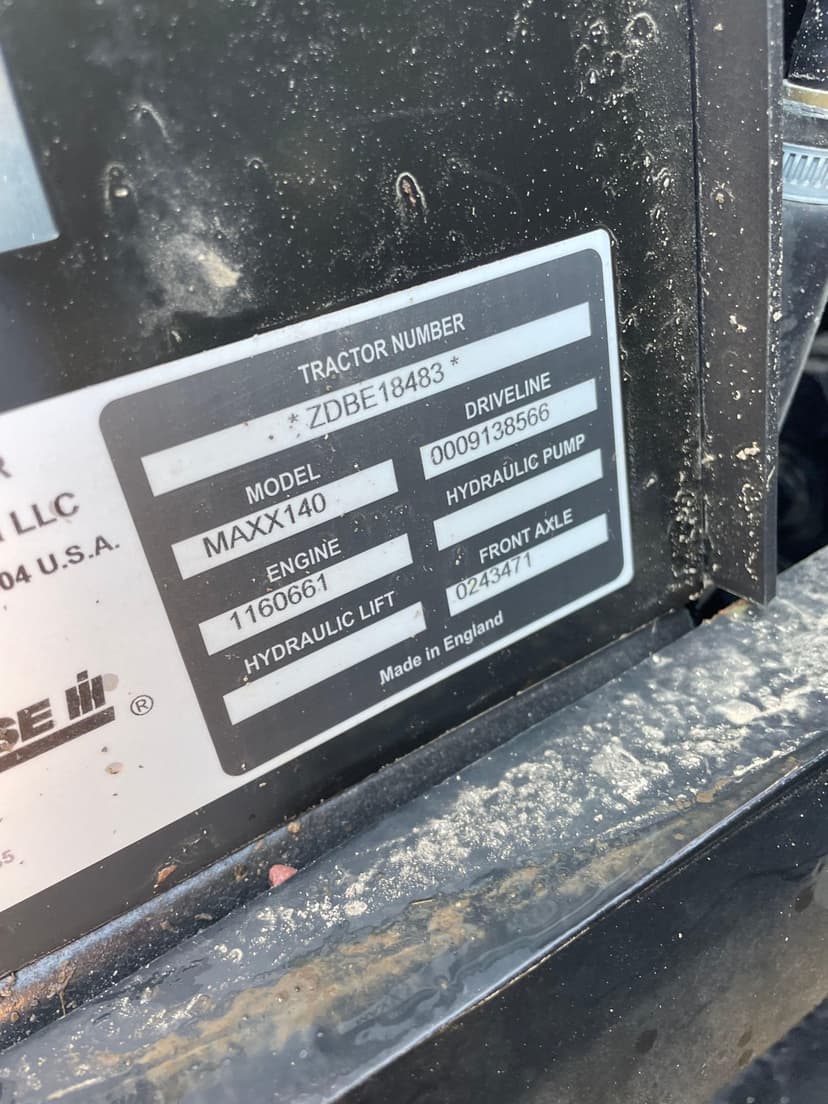 TRACTOR NUMBER
* ZDBE18483 *
MODEL
MAXX140
DRIVELINE
0009138566
ENGINE
1160661
HYDRAULIC PUMP
HYDRAULIC LIFT
FRONT AXLE
0243471
Made in England
R
LLC
04 U.S.A.
SE IH ®